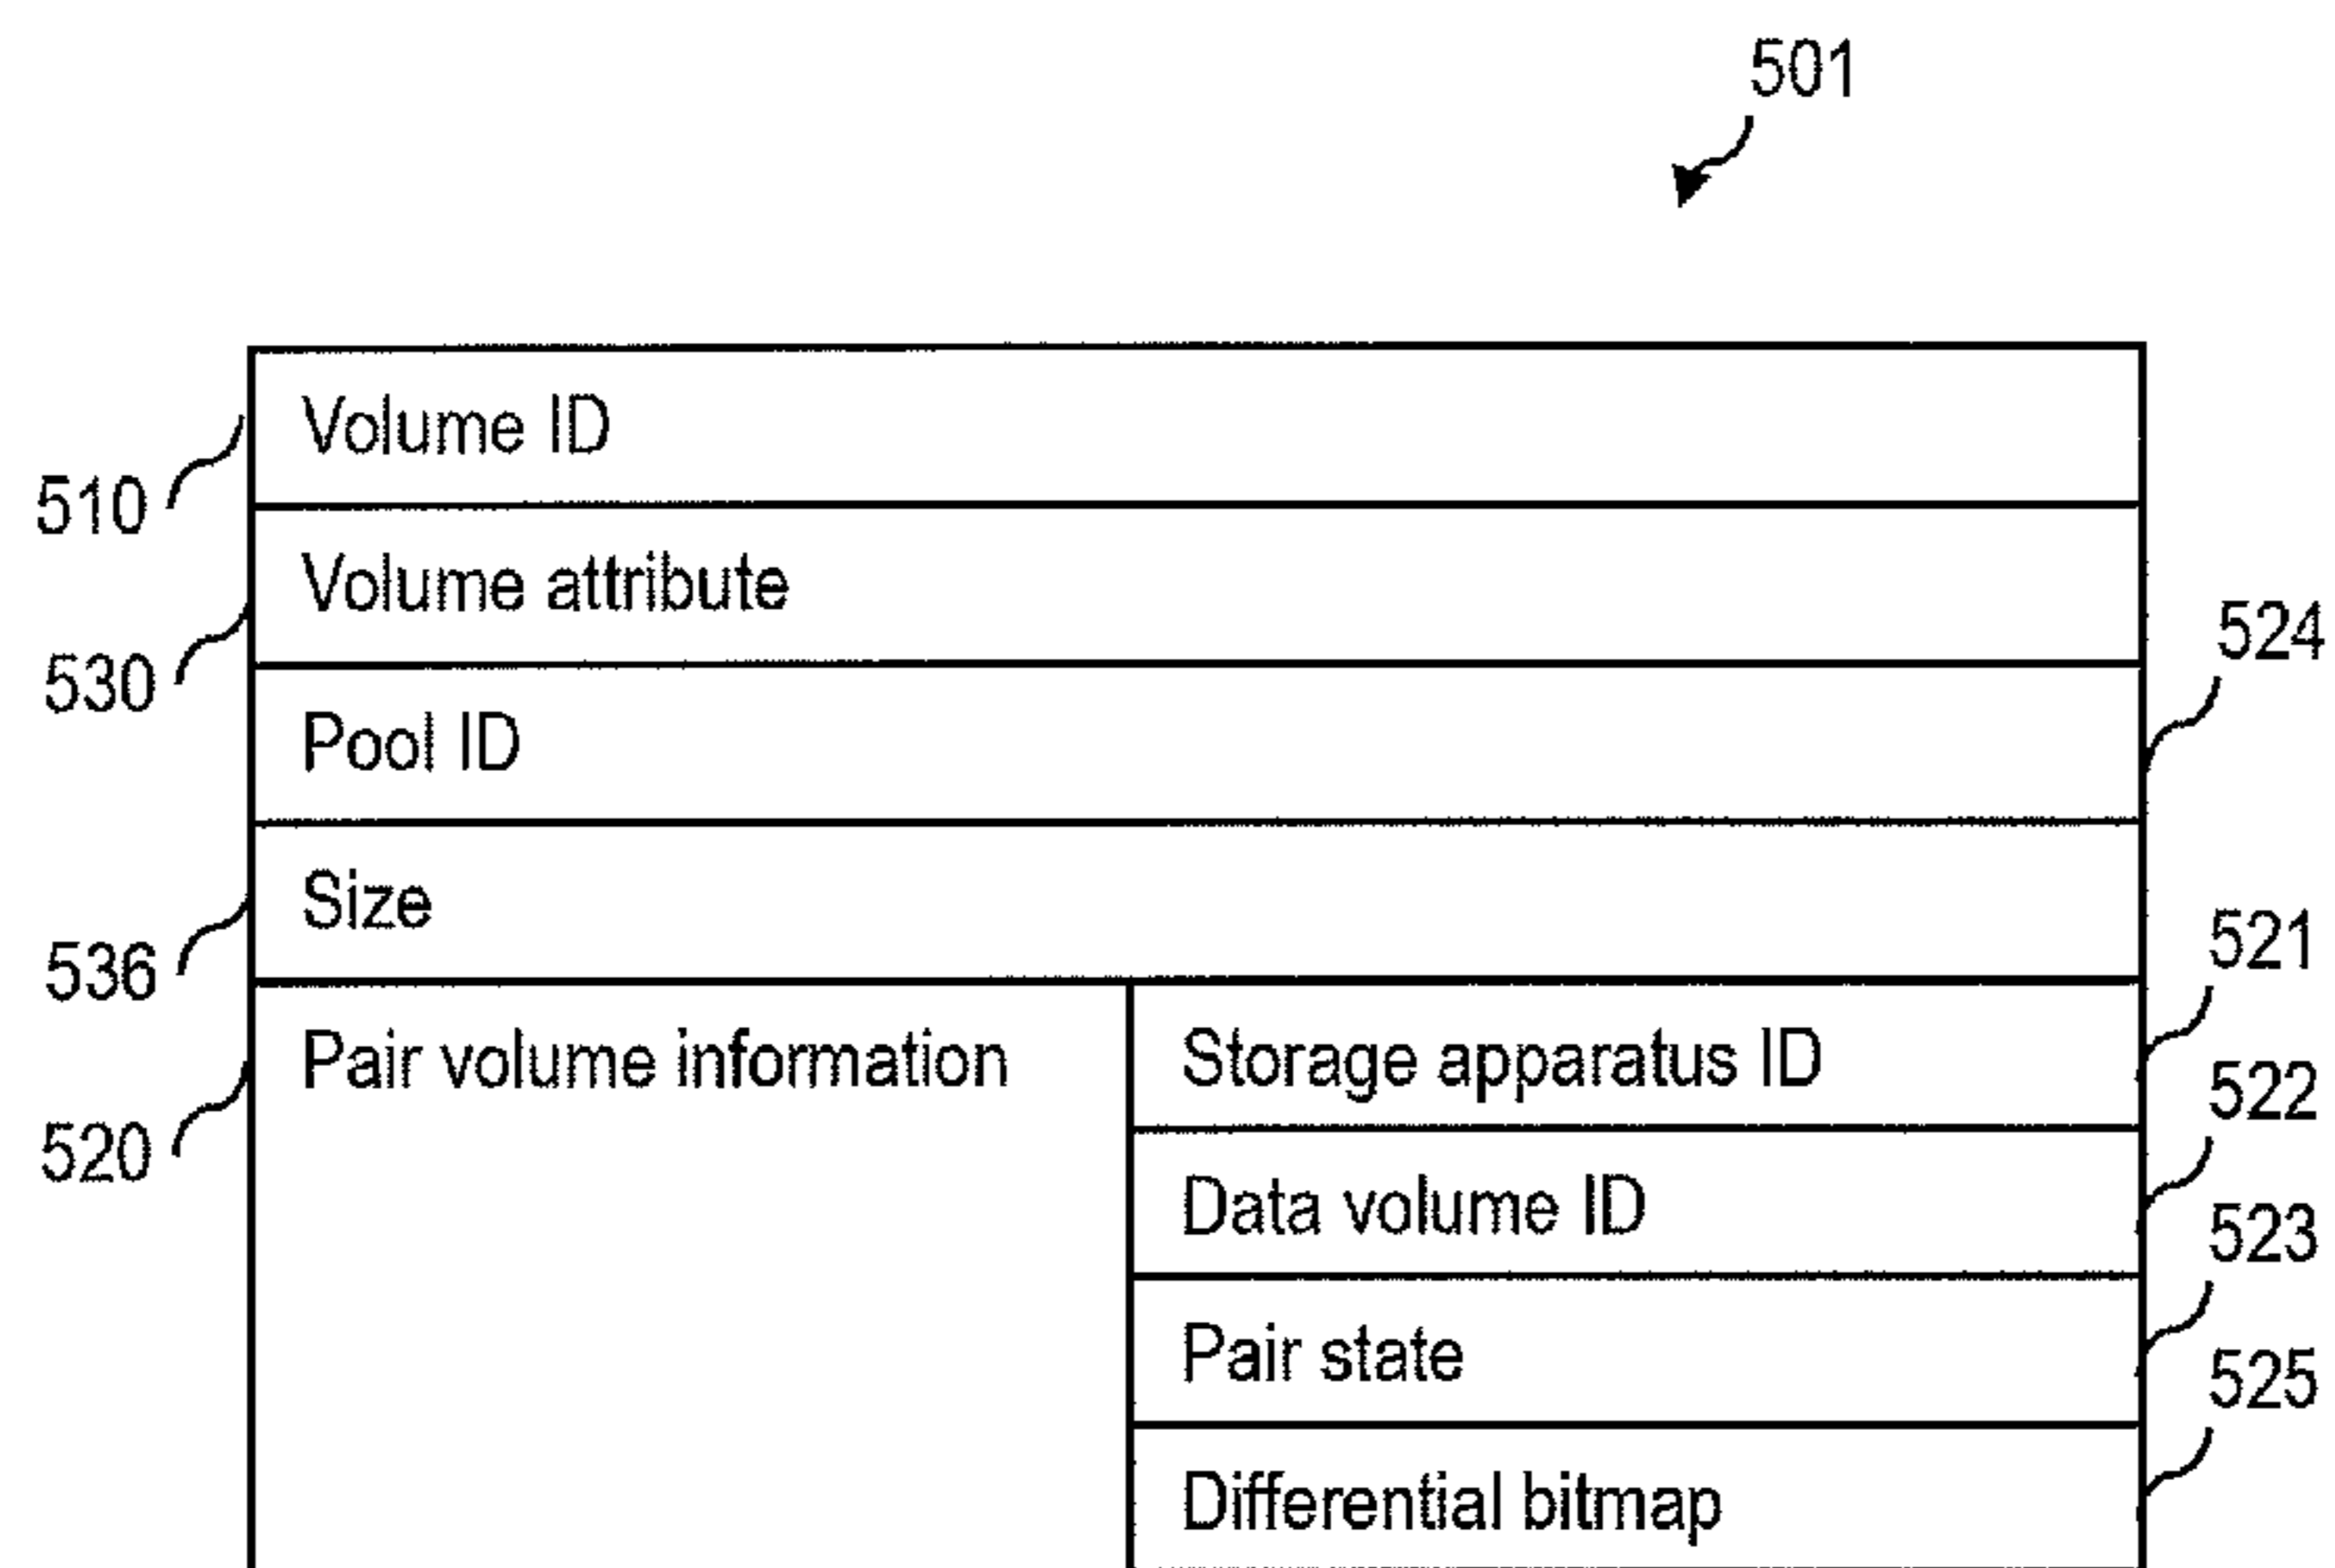 501
Volume ID
510
Volume attribute
530
524
Pool ID
Size
536
521
Pair volume information
Storage apparatus ID
520
522
Data volume ID
523
Pair state
525
Differential bitmap